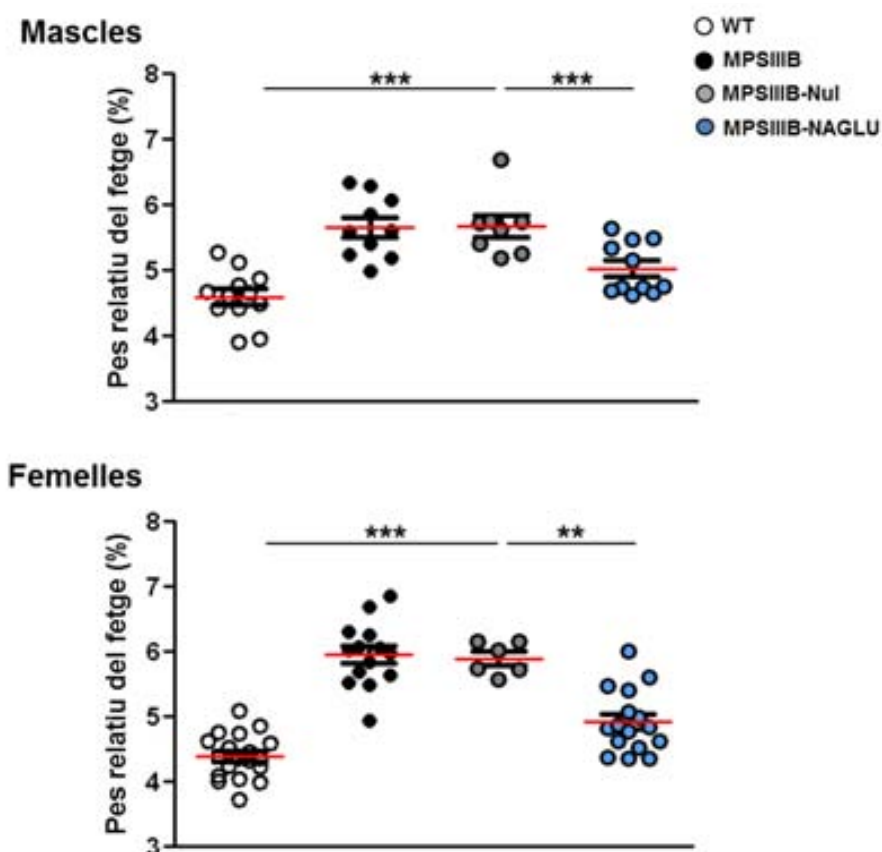 Mascles
WT
MPSIIIB
MPSIIIB-Nul
MPSIIIB-NAGLU
Pes relatiu del fetge (%)
8
7
6
5
4
3
***
***
Femelles
Pes relatiu del fetge (%)
8
7
6
5
4
3
***
**